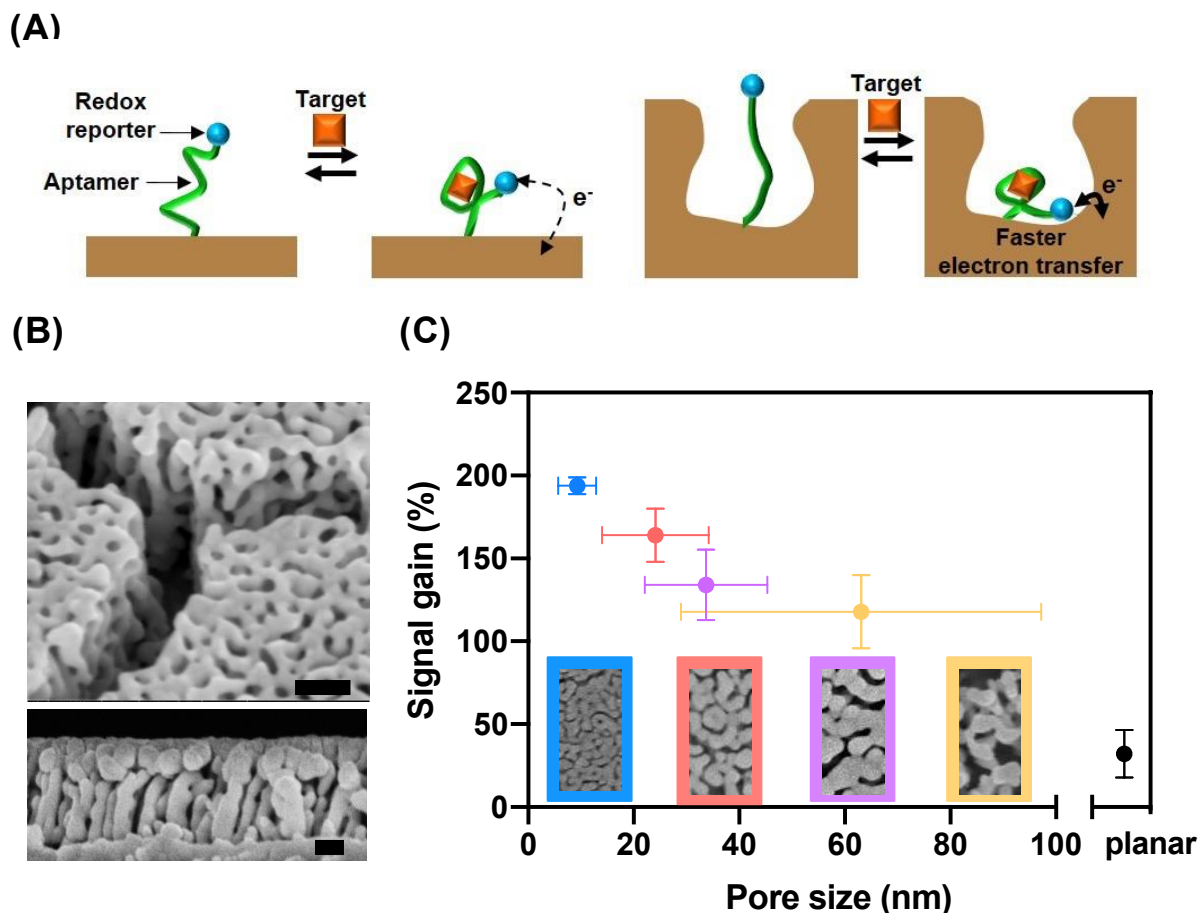 (A)
Redox
reporter
Aptamer
Target
e-
Target
e-
Faster
electron transfer
(B)
(C)
Signal gain (%)
250
200
150
100
50
0
0 20 40 60 80 100 planar
Pore size (nm)